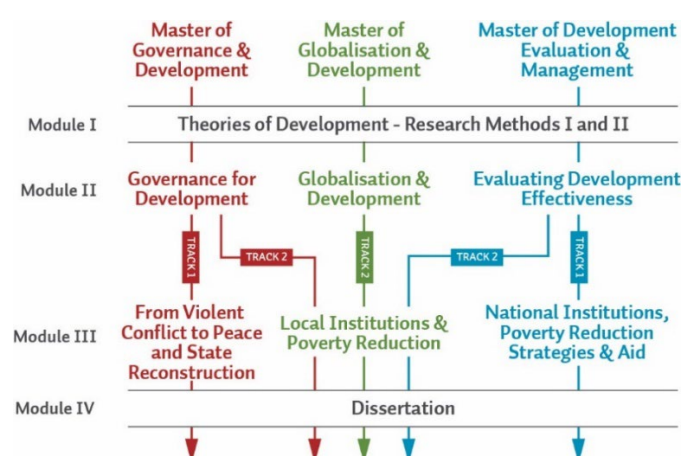 Master of
Governance &
Development
Master of
Globalisation &
Development
Master of Development
Evaluation &
Management
Module I
Theories of Development - Research Methods I and II
Module II
Governance for
Development
Globalisation &
Development
Evaluating Development
Effectiveness
TRACK 1
TRACK 2
TRACK 2
TRACK 2
TRACK 1
Module III
From Violent
Conflict to Peace
and State
Reconstruction
Local Institutions &
Poverty Reduction
National Institutions,
Poverty Reduction
Strategies & Aid
Module IV
Dissertation